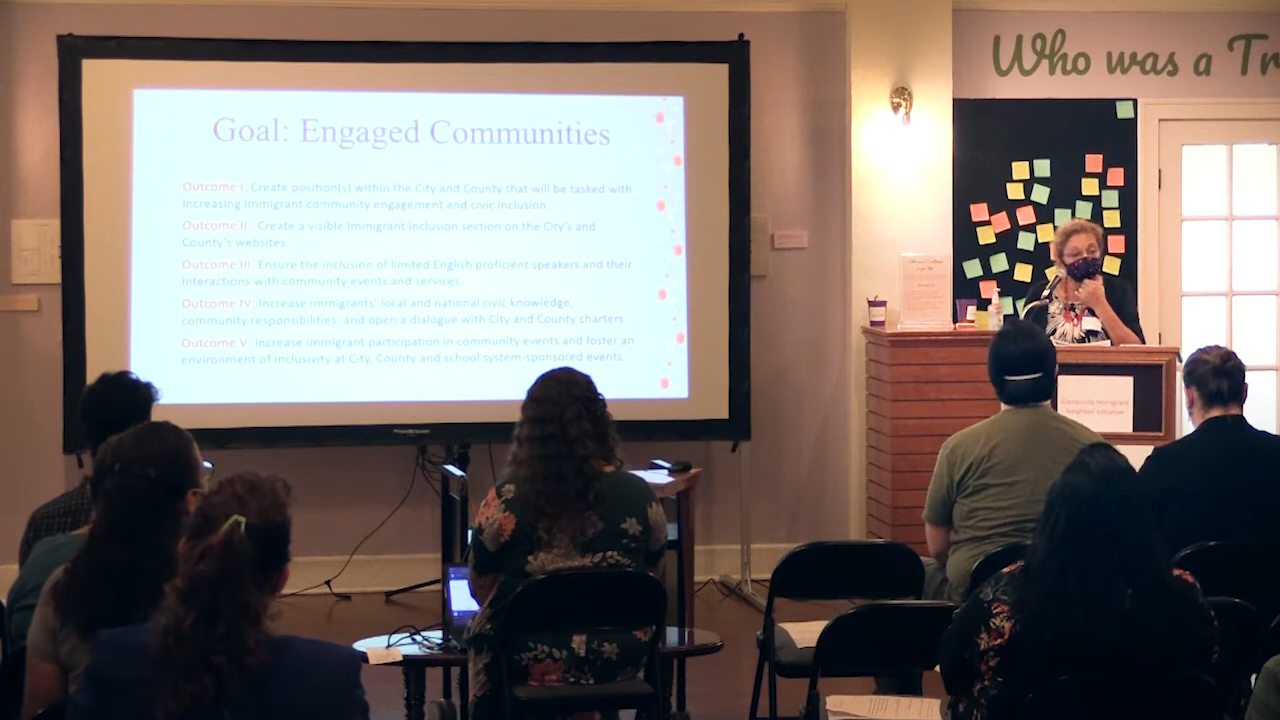 Who was a Tr
Goal: Engaged Communities
Outcome I: Create position(s) within the City and County that will be tasked with
increasing immigrant community engagement and civic inclusion.
Outcome II: Create a visible Immigrant Inclusion section on the City's and
County's websites.
Outcome III: Ensure the inclusion of limited English proficient speakers and their
interactions with community events and services.
Outcome IV: Increase immigrants' local and national civic knowledge,
community responsibilities, and open a dialogue with City and County charters
Outcome V: Increase immigrant participation in community events and foster an
environment of inclusivity at City, County and school system-sponsored events
Gainesville Immigrant
Neighbor Initiative